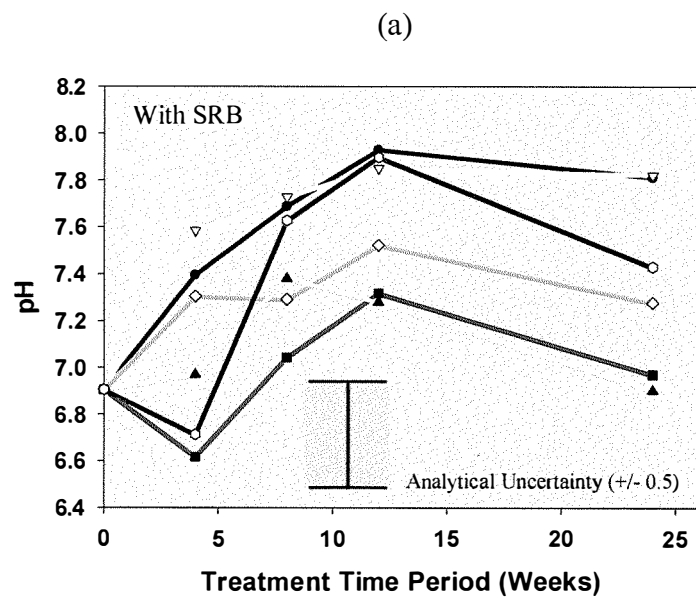 (a)
8.2
With SRB
8.0
7.8
7.6
7.4
7.2
7.0
6.8
6.6
6.4
pH
Analytical Uncertainty (+/- 0.5)
0 5 10 15 20 25
Treatment Time Period (Weeks)